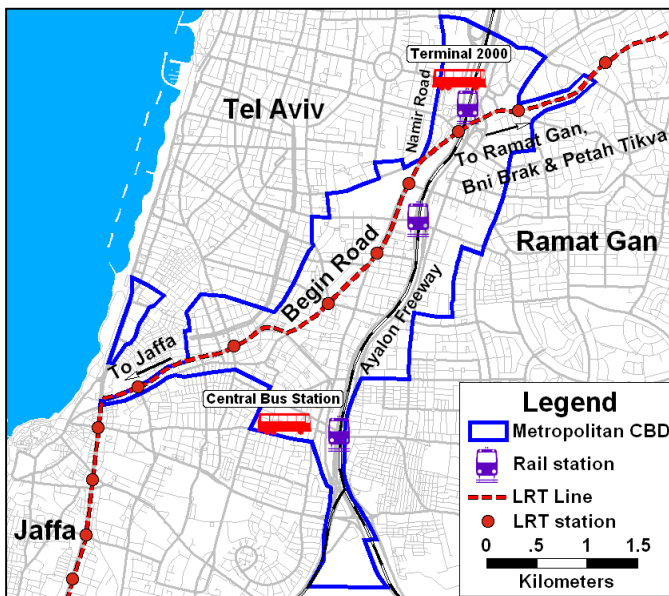 Terminal 2000
Tel Aviv
Namir Road
To Ramat Gan,
Bni Brak & Petah Tikva
Ramat Gan
Begin Road
Ayalon Freeway
To Jaffa
Central Bus Station
Jaffa
Legend
Metropolitan CBD
Rail station
LRT Line
LRT station
0 .5 1 1.5
Kilometers